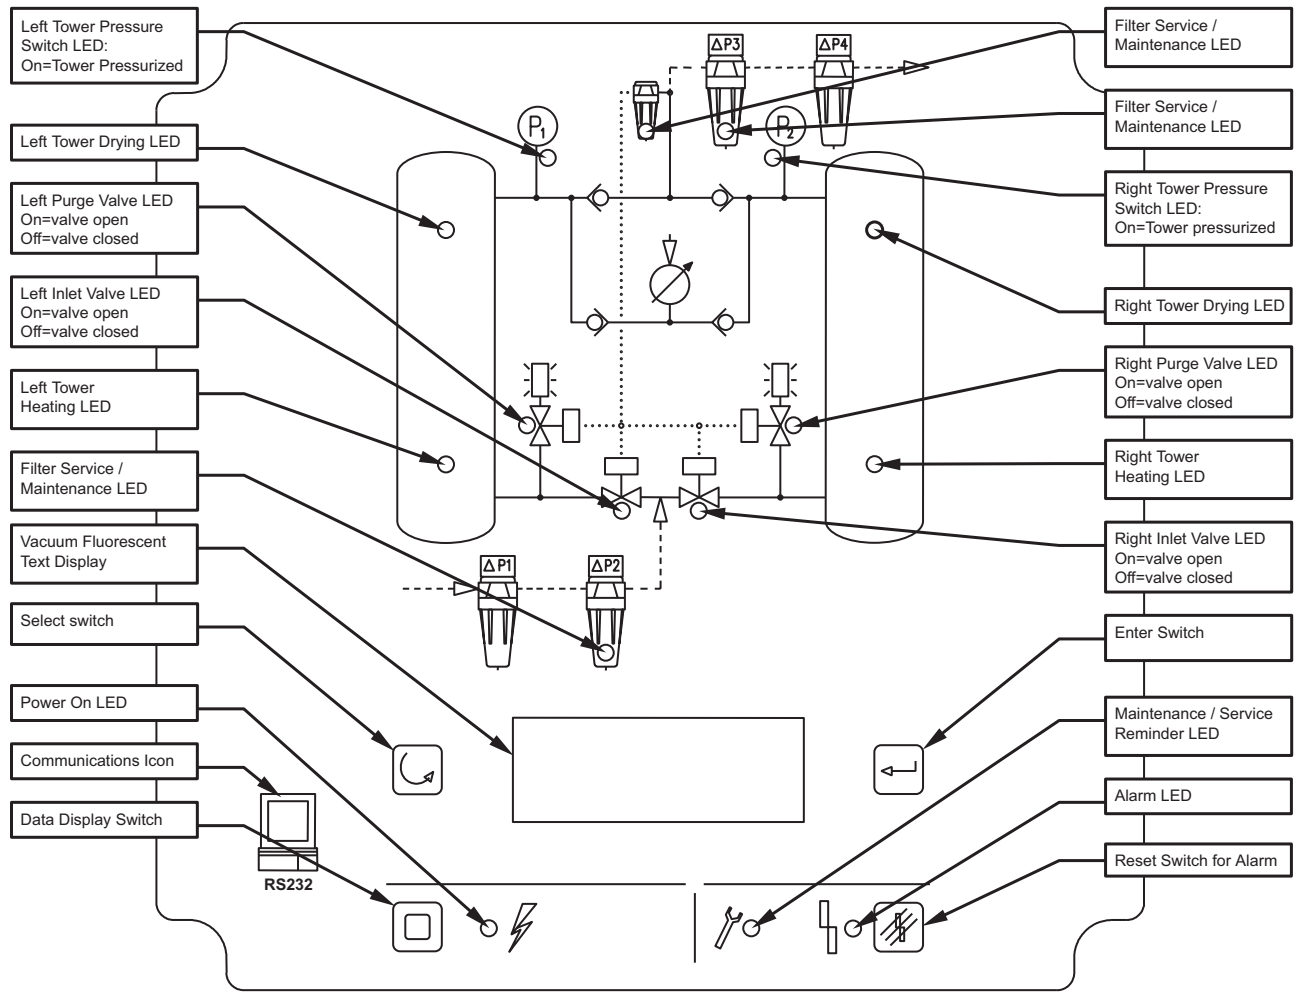 Left Tower Pressure
Switch LED:
On=Tower Pressurized
Left Tower Drying LED
Left Purge Valve LED
On=valve open
Off=valve closed
Left Inlet Valve LED
On=valve open
Off=valve closed
Left Tower
Heating LED
Filter Service /
Maintenance LED
Vacuum Fluorescent
Text Display
Select switch
Power On LED
Communications Icon
Data Display Switch
ΔP3
ΔP4
P1
P2
ΔP1
ΔP2
RS232
Filter Service /
Maintenance LED
Filter Service /
Maintenance LED
Right Tower Pressure
Switch LED:
On=Tower pressurized
Right Tower Drying LED
Right Purge Valve LED
On=valve open
Off=valve closed
Right Tower
Heating LED
Right Inlet Valve LED
On=valve open
Off=valve closed
Enter Switch
Maintenance / Service
Reminder LED
Alarm LED
Reset Switch for Alarm